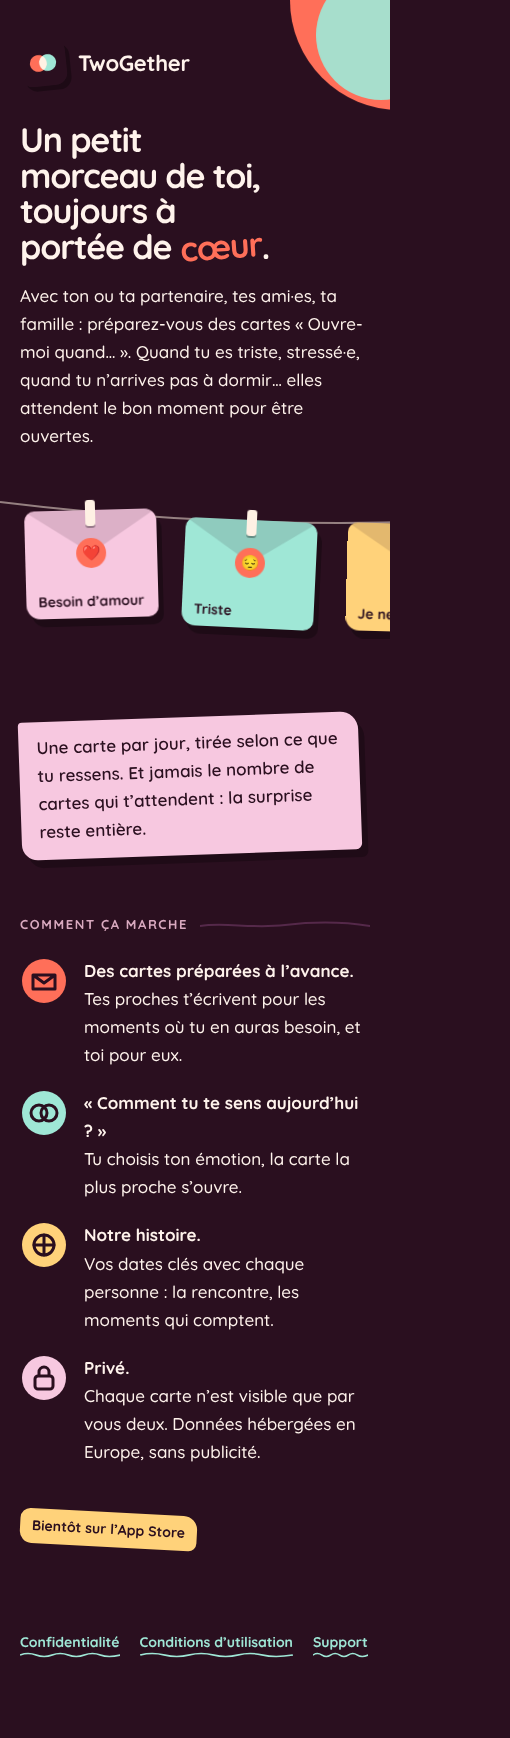 TwoGether
Un petit
morceau de toi,
toujours à
portée de cœur.
Avec ton ou ta partenaire, tes ami·es, ta
famille : préparez-vous des cartes « Ouvre-
moi quand… ». Quand tu es triste, stressé·e,
quand tu n’arrives pas à dormir… elles
attendent le bon moment pour être
ouvertes.
Besoin d’amour
Triste
Je ne
Une carte par jour, tirée selon ce que
tu ressens. Et jamais le nombre de
cartes qui t’attendent : la surprise
reste entière.
COMMENT ÇA MARCHE
Des cartes préparées à l’avance.
Tes proches t’écrivent pour les
moments où tu en auras besoin, et
toi pour eux.
« Comment tu te sens aujourd’hui
? »
Tu choisis ton émotion, la carte la
plus proche s’ouvre.
Notre histoire.
Vos dates clés avec chaque
personne : la rencontre, les
moments qui comptent.
Privé.
Chaque carte n’est visible que par
vous deux. Données hébergées en
Europe, sans publicité.
Bientôt sur l’App Store
Confidentialité Conditions d’utilisation Support